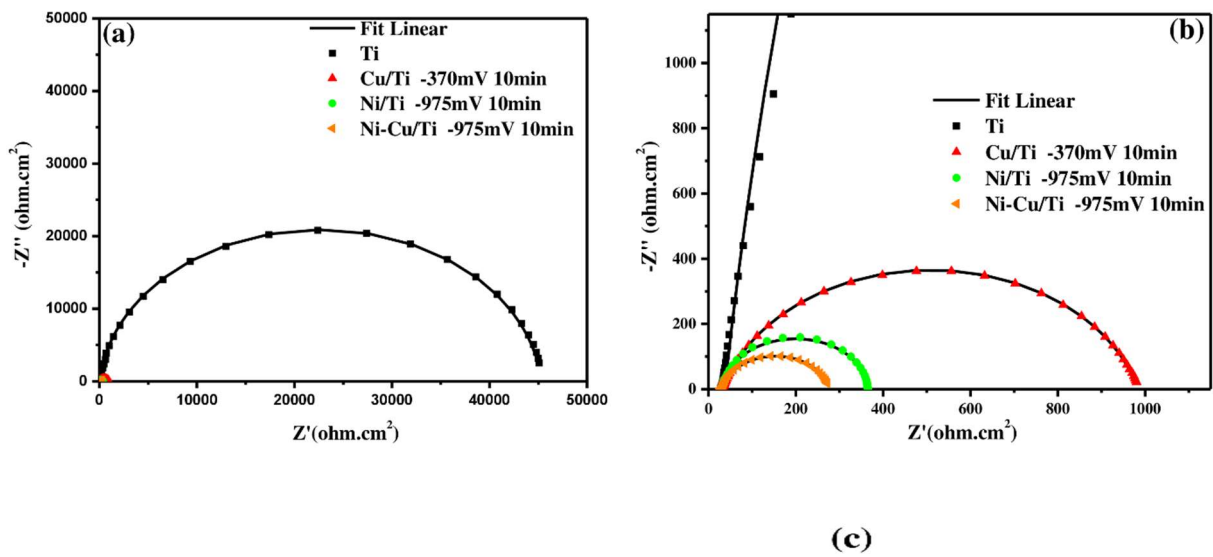 (a)
50000
40000
30000
20000
10000
0
-Z'' (ohm.cm²)
Fit Linear
Ti
Cu/Ti -370mV 10min
Ni/Ti -975mV 10min
Ni-Cu/Ti -975mV 10min
0 10000 20000 30000 40000 50000
Z'(ohm.cm²)
(b)
1000
800
600
400
200
0
-Z'' (ohm.cm²)
Fit Linear
Ti
Cu/Ti -370mV 10min
Ni/Ti -975mV 10min
Ni-Cu/Ti -975mV 10min
0 200 400 600 800 1000
Z'(ohm.cm²)
(c)